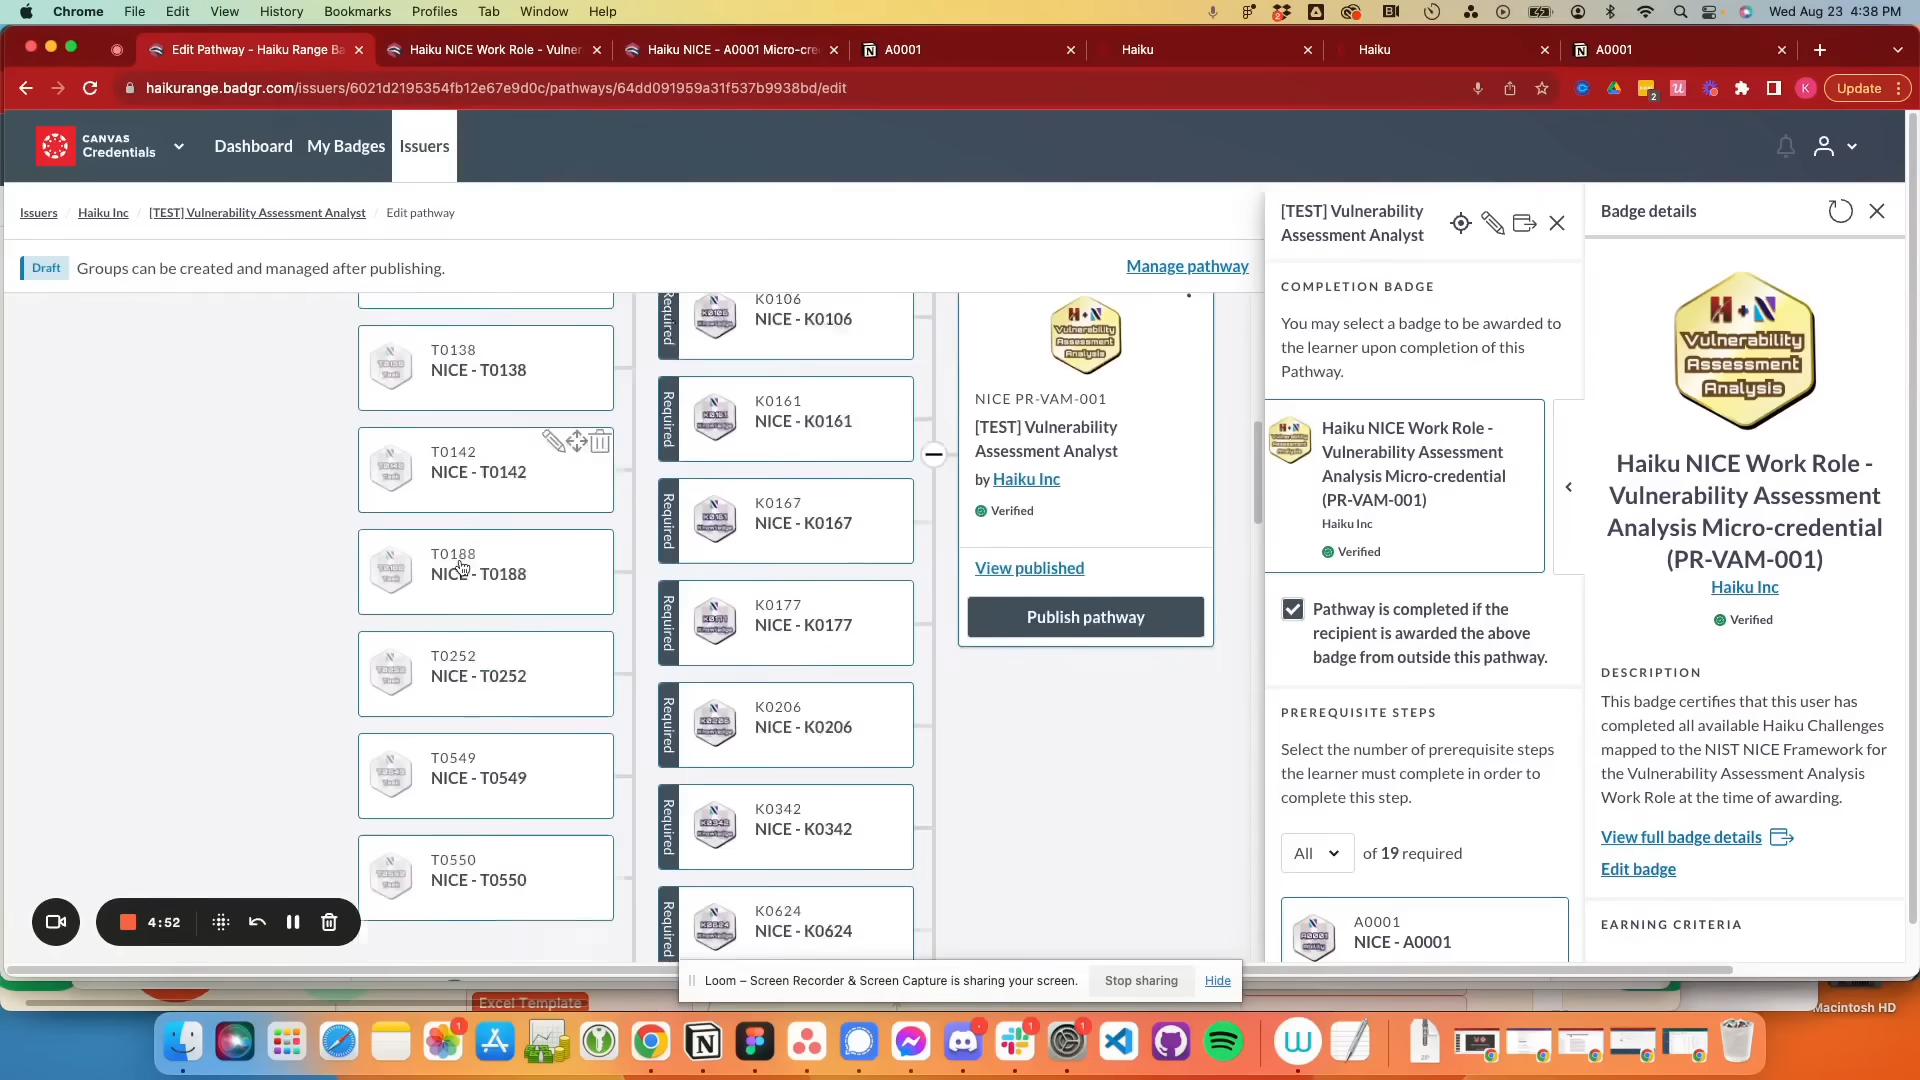 Chrome File Edit View History Bookmarks Profiles Tab Window Help
Wed Aug 23 4:38 PM
Edit Pathway - Haiku Range Ba
Haiku NICE Work Role - Vulner
Haiku NICE - A0001 Micro-cre
A0001
Haiku
Haiku
A0001
haikurange.badgr.com/issuers/6021d2195354fb12e67e9d0c/pathways/64dd091959a31f537b9938bd/edit
2
K
Update
CANVAS
Credentials
Dashboard My Badges Issuers
Issuers / Haiku Inc / [TEST] Vulnerability Assessment Analyst / Edit pathway
Draft Groups can be created and managed after publishing.
Manage pathway
T0138
NICE - T0138
T0142
NICE - T0142
T0188
NICE - T0188
T0252
NICE - T0252
T0549
NICE - T0549
T0550
NICE - T0550
Required
K0106
NICE - K0106
Required
K0161
NICE - K0161
Required
K0167
NICE - K0167
Required
K0177
NICE - K0177
Required
K0206
NICE - K0206
Required
K0342
NICE - K0342
Required
K0624
NICE - K0624
H+N
Vulnerability
Assessment
Analysis
NICE PR-VAM-001
[TEST] Vulnerability
Assessment Analyst
by Haiku Inc
Verified
View published
Publish pathway
[TEST] Vulnerability
Assessment Analyst
COMPLETION BADGE
You may select a badge to be awarded to
the learner upon completion of this
Pathway.
Haiku NICE Work Role -
Vulnerability Assessment
Analysis Micro-credential
(PR-VAM-001)
Haiku Inc
Verified
Pathway is completed if the
recipient is awarded the above
badge from outside this pathway.
PREREQUISITE STEPS
Select the number of prerequisite steps
the learner must complete in order to
complete this step.
All of 19 required
A0001
NICE - A0001
Badge details
H+N
Vulnerability
Assessment
Analysis
Haiku NICE Work Role -
Vulnerability Assessment
Analysis Micro-credential
(PR-VAM-001)
Haiku Inc
Verified
DESCRIPTION
This badge certifies that this user has
completed all available Haiku Challenges
mapped to the NIST NICE Framework for
the Vulnerability Assessment Analysis
Work Role at the time of awarding.
View full badge details
Edit badge
EARNING CRITERIA
4:52
Loom – Screen Recorder & Screen Capture is sharing your screen. Stop sharing Hide
Excel Template
Macintosh HD